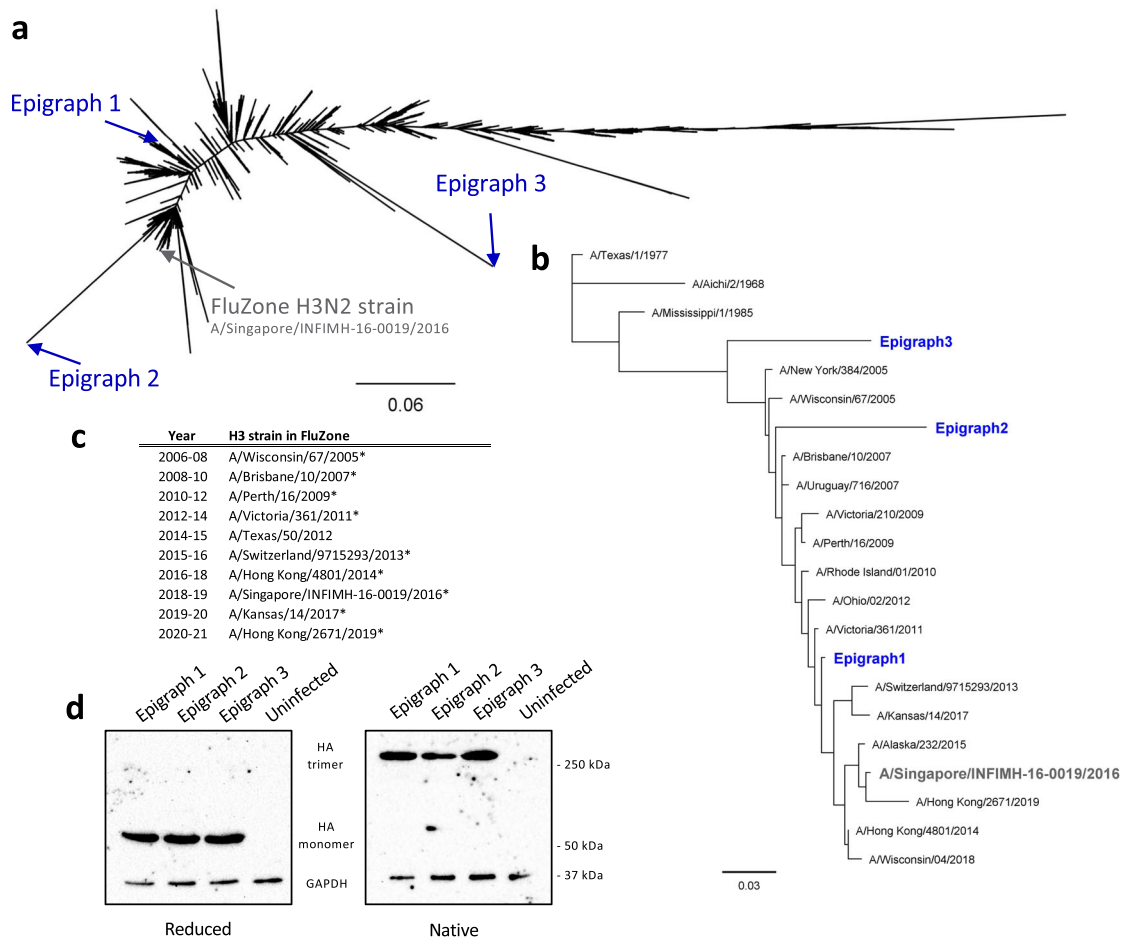 a
Epigraph 1
Epigraph 3
FluZone H3N2 strain
A/Singapore/INFIMH-16-0019/2016
Epigraph 2
0.06
b
A/Texas/1/1977
A/Aichi/2/1968
A/Mississippi/1/1985
Epigraph3
A/New York/384/2005
A/Wisconsin/67/2005
Epigraph2
A/Brisbane/10/2007
A/Uruguay/716/2007
A/Victoria/210/2009
A/Perth/16/2009
A/Rhode Island/01/2010
A/Ohio/02/2012
A/Victoria/361/2011
Epigraph1
A/Switzerland/9715293/2013
A/Kansas/14/2017
A/Alaska/232/2015
A/Singapore/INFIMH-16-0019/2016
A/Hong Kong/2671/2019
A/Hong Kong/4801/2014
A/Wisconsin/04/2018
0.03
c
Year H3 strain in FluZone
2006-08 A/Wisconsin/67/2005*
2008-10 A/Brisbane/10/2007*
2010-12 A/Perth/16/2009*
2012-14 A/Victoria/361/2011*
2014-15 A/Texas/50/2012
2015-16 A/Switzerland/9715293/2013*
2016-18 A/Hong Kong/4801/2014*
2018-19 A/Singapore/INFIMH-16-0019/2016*
2019-20 A/Kansas/14/2017*
2020-21 A/Hong Kong/2671/2019*
d
Epigraph 1
Epigraph 2
Epigraph 3
Uninfected
HA
trimer
HA
monomer
GAPDH
Reduced
Epigraph 1
Epigraph 2
Epigraph 3
Uninfected
- 250 kDa
- 50 kDa
- 37 kDa
Native